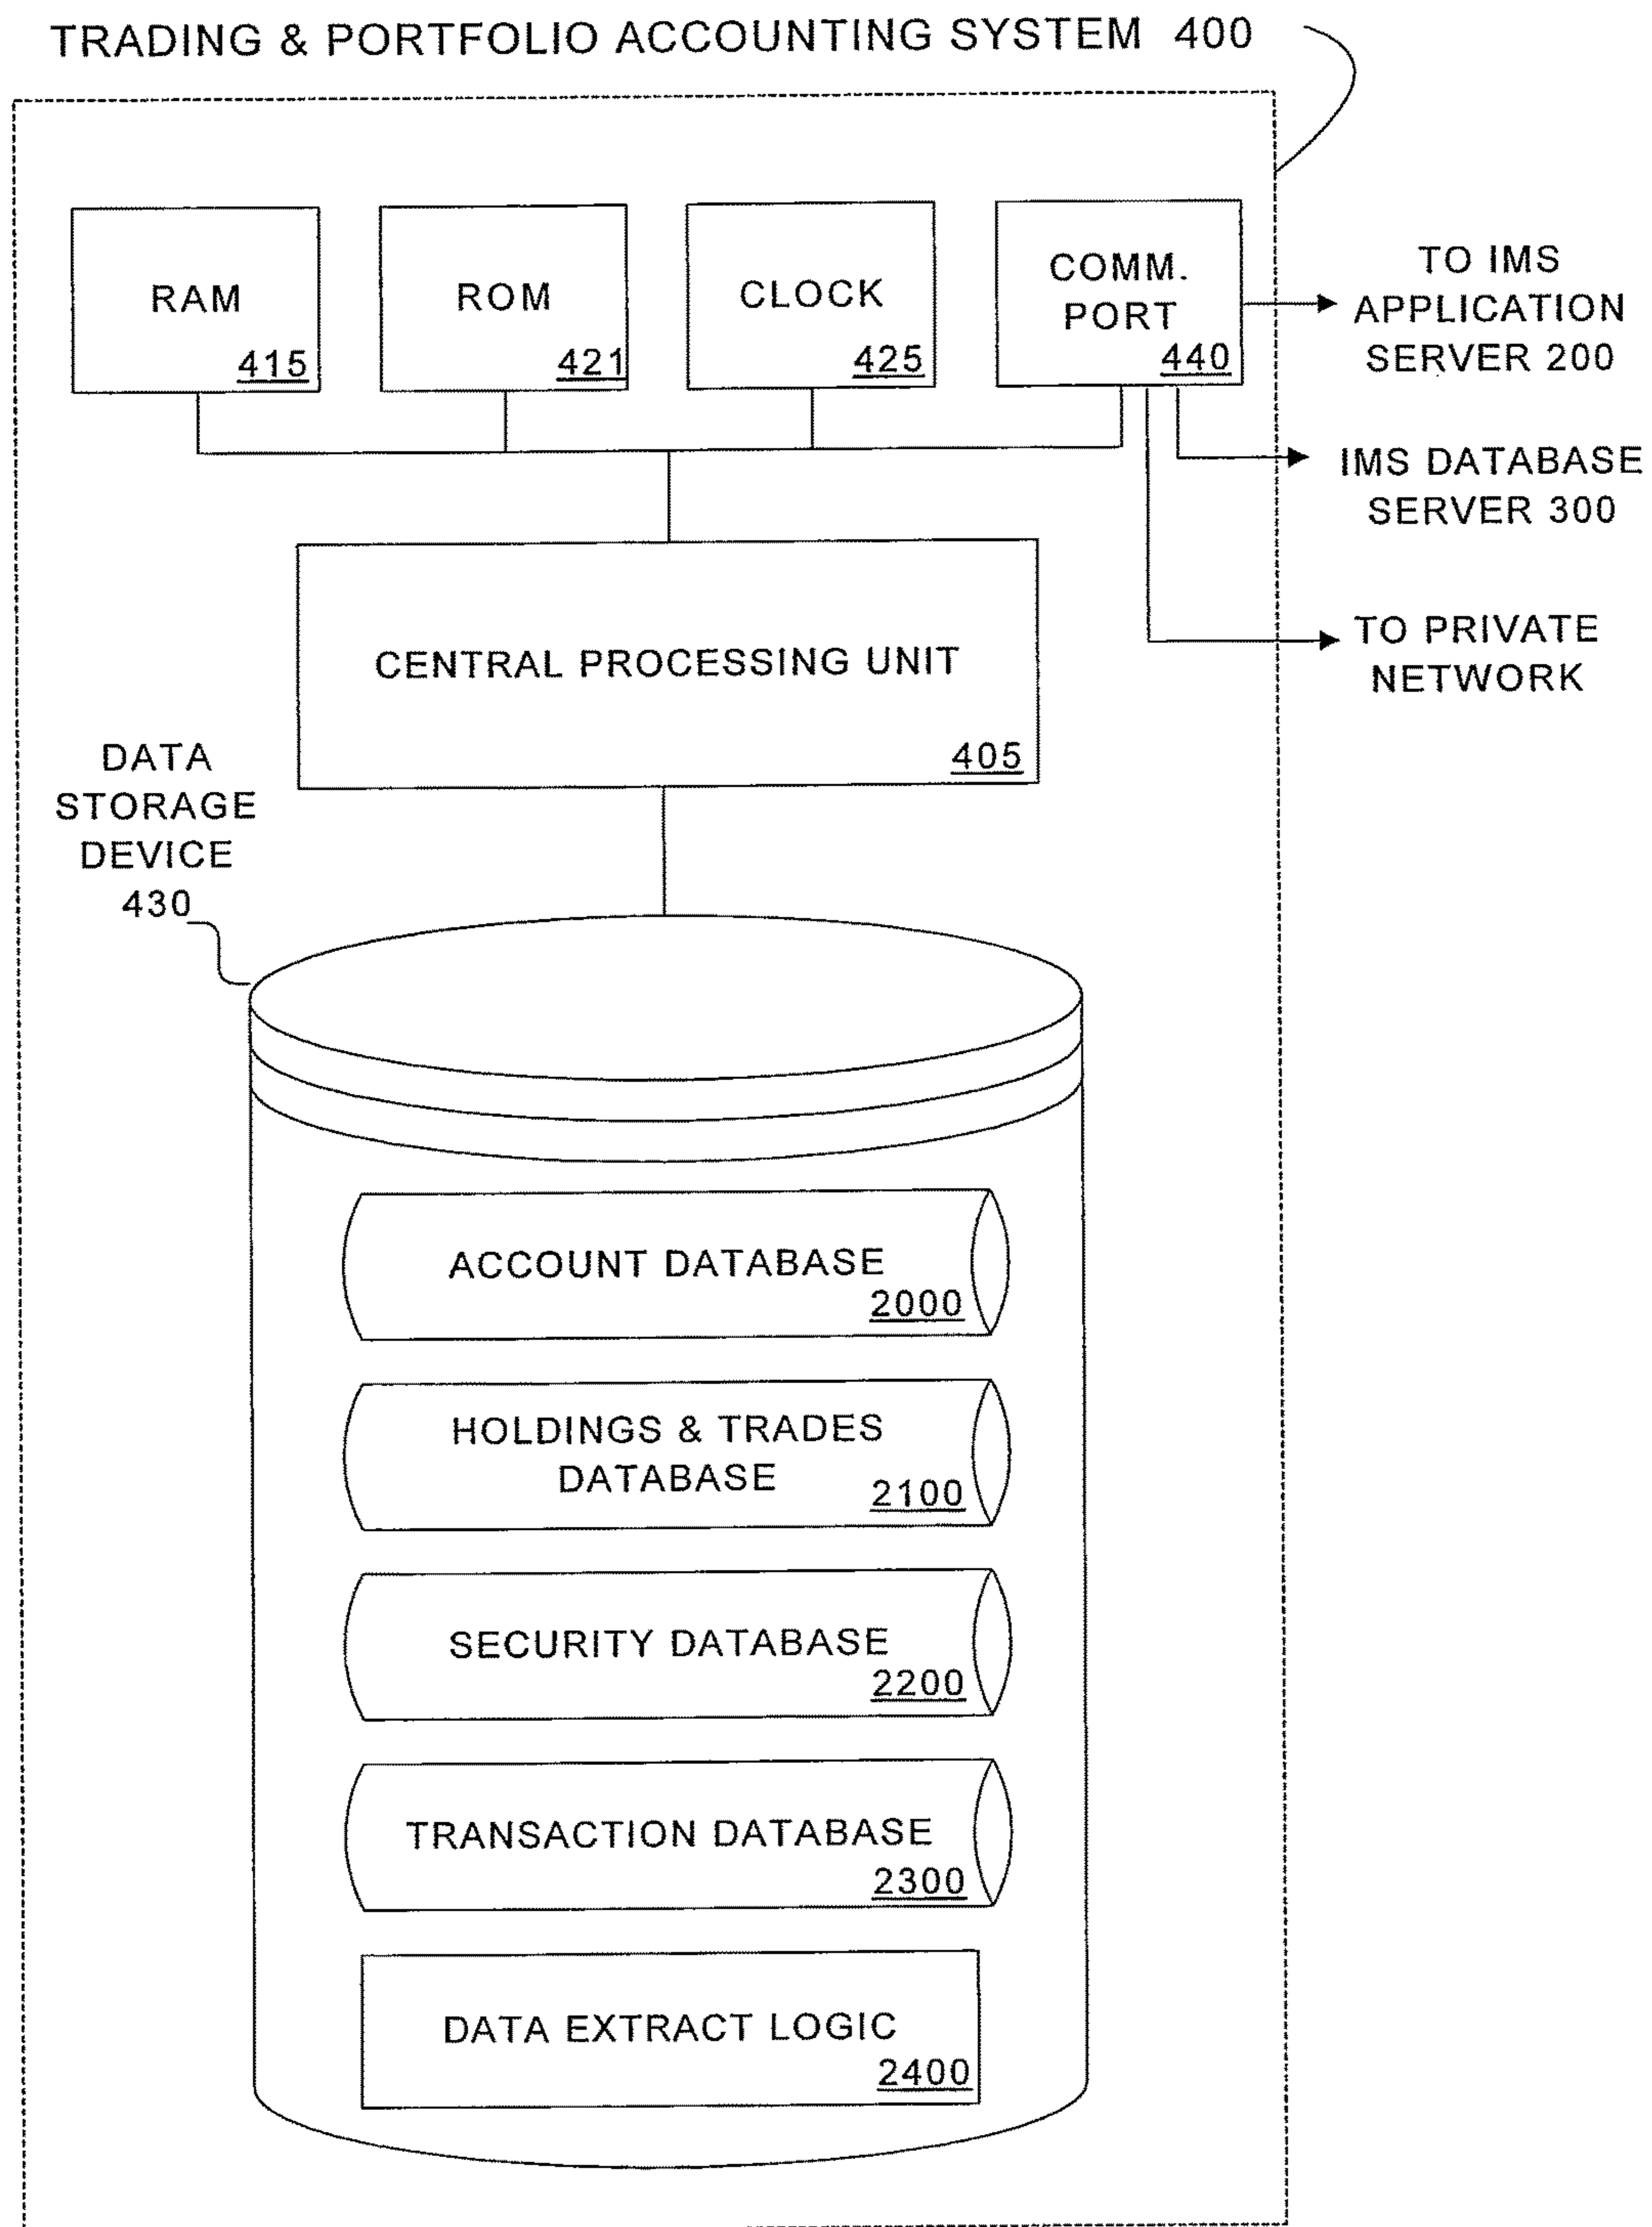 TRADING & PORTFOLIO ACCOUNTING SYSTEM 400
RAM
415
ROM
421
CLOCK
425
COMM.
PORT
440
TO IMS
APPLICATION
SERVER 200
IMS DATABASE
SERVER 300
TO PRIVATE
NETWORK
CENTRAL PROCESSING UNIT
405
DATA
STORAGE
DEVICE
430
ACCOUNT DATABASE
2000
HOLDINGS & TRADES
DATABASE
2100
SECURITY DATABASE
2200
TRANSACTION DATABASE
2300
DATA EXTRACT LOGIC
2400